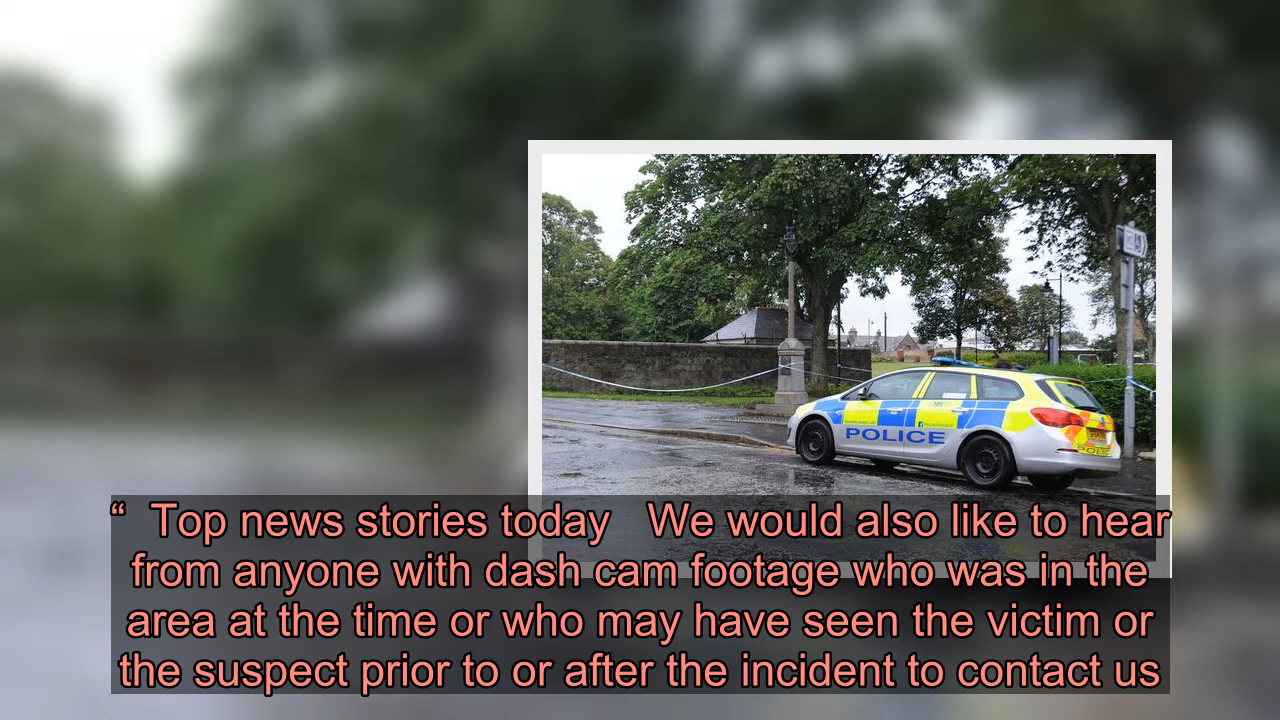 POLICE
POLIC
“ Top news stories today We would also like to hear
from anyone with dash cam footage who was in the
area at the time or who may have seen the victim or
the suspect prior to or after the incident to contact us